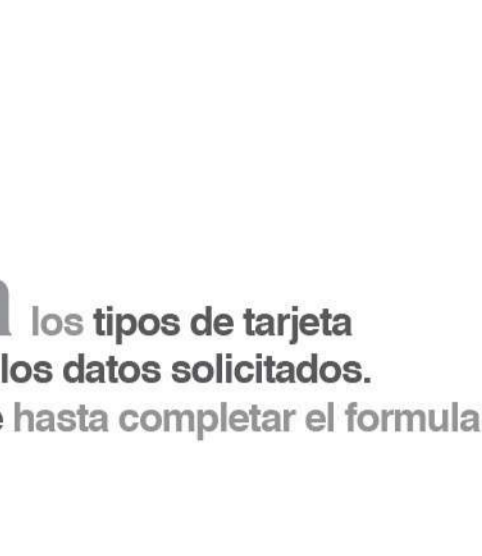 los tipos de tarjeta
los datos solicitados.
hasta completar el formula